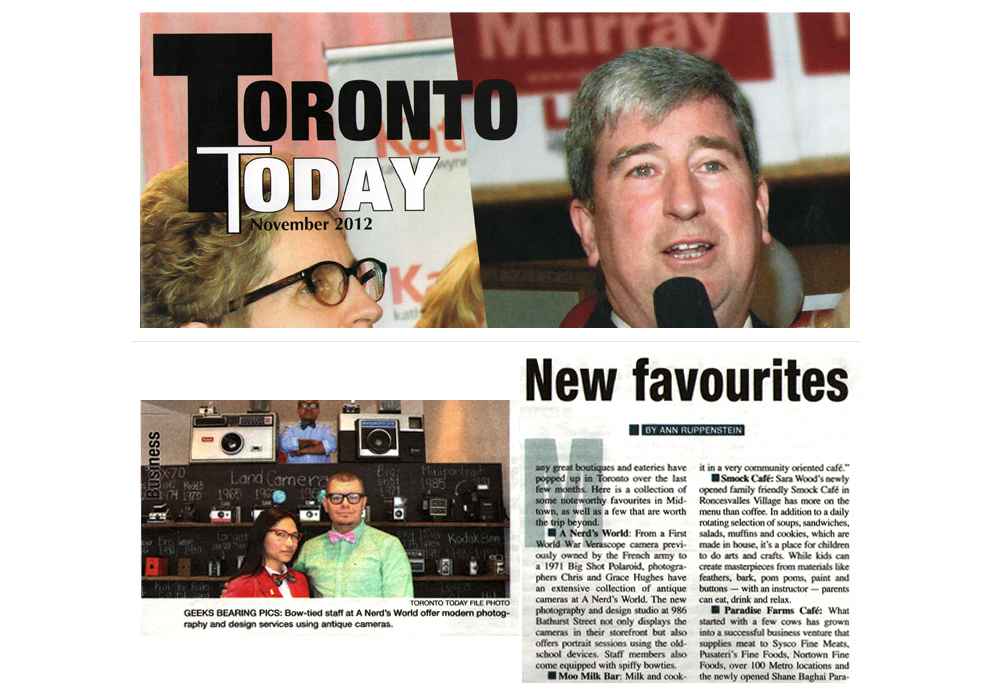 Murray
TORONTO
TODAY
November 2012
Business
Land Camera
1965
GEEKS BEARING PICS: Bow-tied staff at A Nerd's World offer modern photog-
raphy and design services using antique cameras.
TORONTO TODAY FILE PHOTO
New favourites
BY ANN RUPPENSTEIN
Many great boutiques and eateries have
popped up in Toronto over the last
few months. Here is a collection of
some noteworthy favourites in Mid-
town, as well as a few that are worth
the trip beyond.
A Nerd's World: From a First
World War Verascope camera previ-
ously owned by the French army to
a 1971 Big Shot Polaroid, photogra-
phers Chris and Grace Hughes have
an extensive collection of antique
cameras at A Nerd's World. The new
photography and design studio at 986
Bathurst Street not only displays the
cameras in their storefront but also
offers portrait sessions using the old-
school devices. Staff members also
come equipped with spiffy bowties.
Moo Milk Bar: Milk and cook-
it in a very community oriented café."
Smock Café: Sara Wood's newly
opened family friendly Smock Café in
Roncesvalles Village has more on the
menu than coffee. In addition to a daily
rotating selection of soups, sandwiches,
salads, muffins and cookies, which are
made in house, it's a place for children
to do arts and crafts. While kids can
create masterpieces from materials like
feathers, bark, pom poms, paint and
buttons — with an instructor — parents
can eat, drink and relax.
Paradise Farms Café: What
started with a few cows has grown
into a successful business venture that
supplies meat to Sysco Fine Meats,
Pusateri's Fine Foods, Nortown Fine
Foods, over 100 Metro locations and
the newly opened Shane Baghai Para-